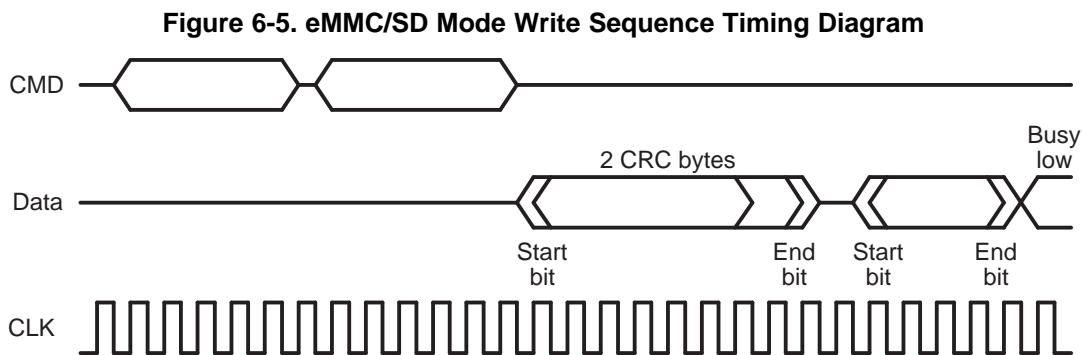 Figure 6-5. eMMC/SD Mode Write Sequence Timing Diagram
CMD
Busy
low
2 CRC bytes
Data
Start
bit
End
bit
Start
bit
End
bit
CLK